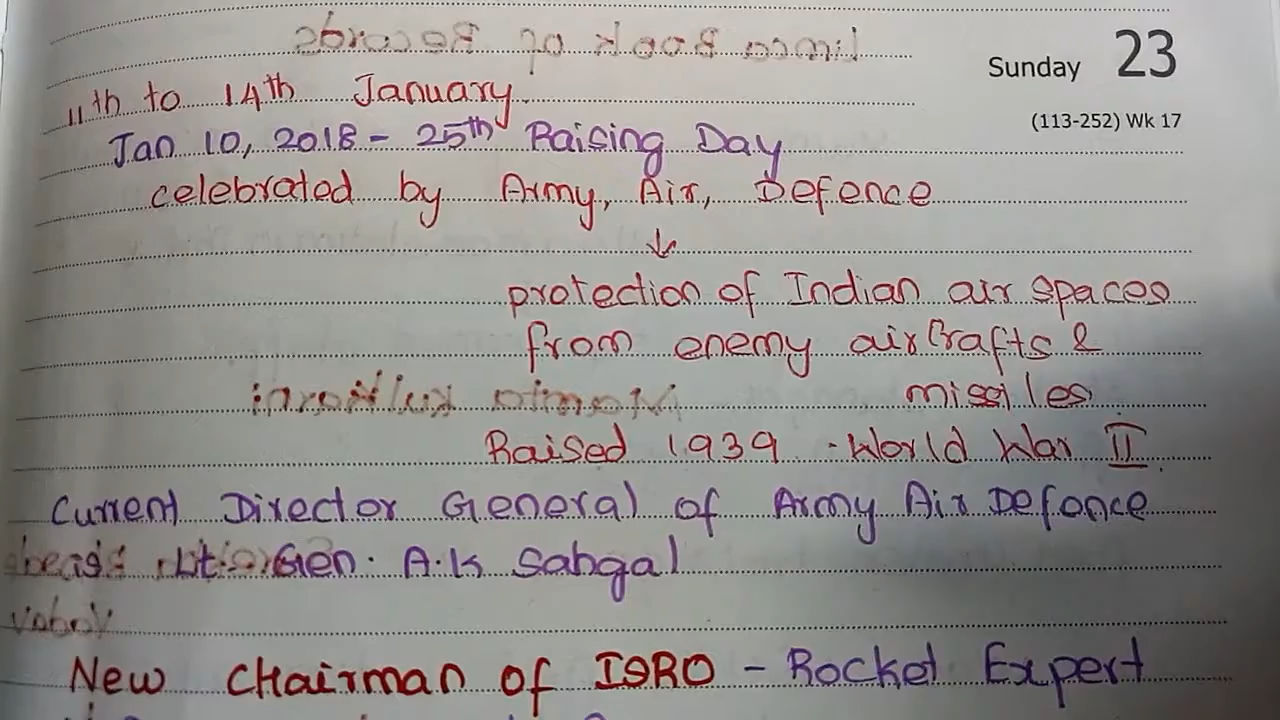 Sunday 23
(113-252) Wk 17
11th to 14th January.
Jan 10, 2018 - 25th Raising Day
celebrated by Army, Air, Defence
↓
protection of Indian air spaces
from enemy aircrafts &
missiles
Raised 1939 - World War II
Current Director General of Army Air Defence
Lt. Gen. A.K Sahgal
New Chairman of ISRO - Rocket Expert